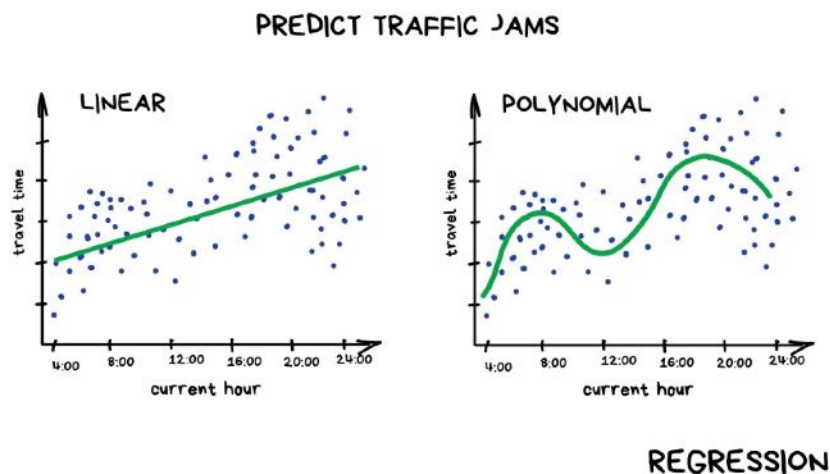 PREDICT TRAFFIC JAMS
LINEAR
travel time
4:00 8:00 12:00 16:00 20:00 24:00
current hour
POLYNOMIAL
travel time
4:00 8:00 12:00 16:00 20:00 24:00
current hour
REGRESSION